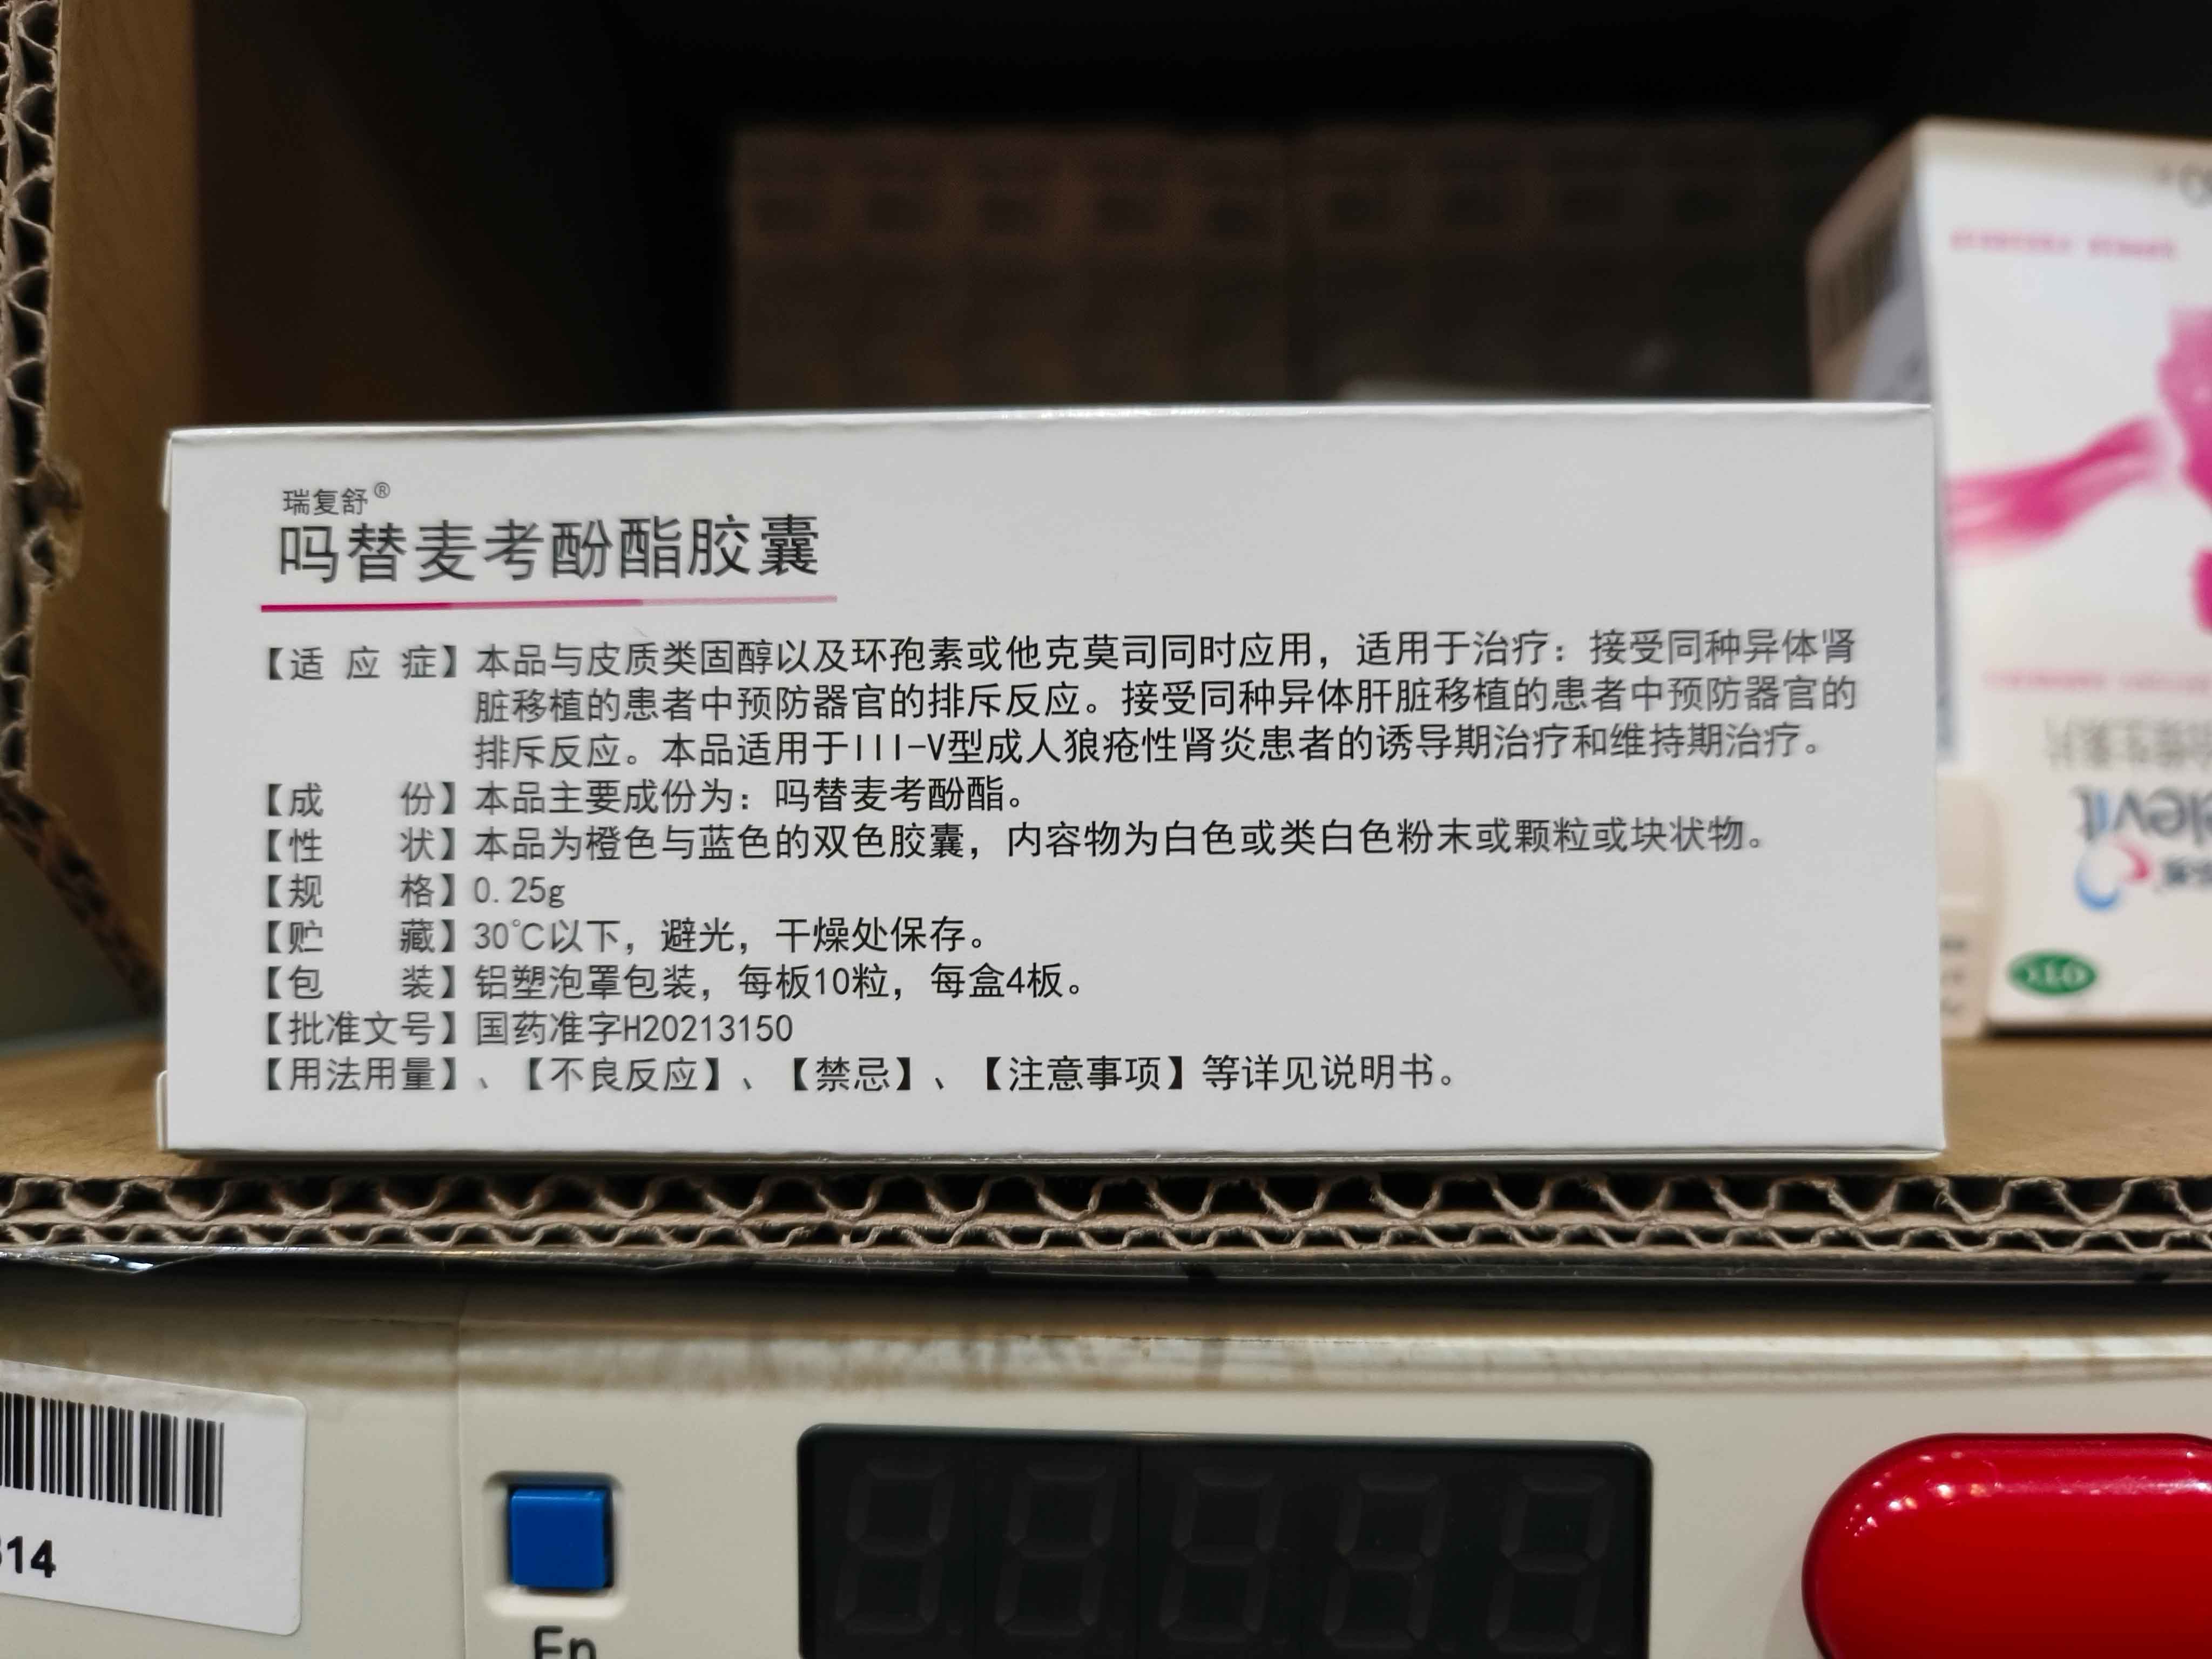 瑞复舒®
吗替麦考酚酯胶囊
【适应症】本品与皮质类固醇以及环孢素或他克莫司同时应用，适用于治疗：接受同种异体肾
脏移植的患者中预防器官的排斥反应。接受同种异体肝脏移植的患者中预防器官的
排斥反应。本品适用于III-V型成人狼疮性肾炎患者的诱导期治疗和维持期治疗。
【成份】本品主要成份为：吗替麦考酚酯。
【性状】本品为橙色与蓝色的双色胶囊，内容物为白色或类白色粉末或颗粒或块状物。
【规格】0.25g
【贮藏】30℃以下，避光，干燥处保存。
【包装】铝塑泡罩包装，每板10粒，每盒4板。
【批准文号】国药准字H20213150
【用法用量】、【不良反应】、【禁忌】、【注意事项】等详见说明书。
elevit
OTC
14
Fn